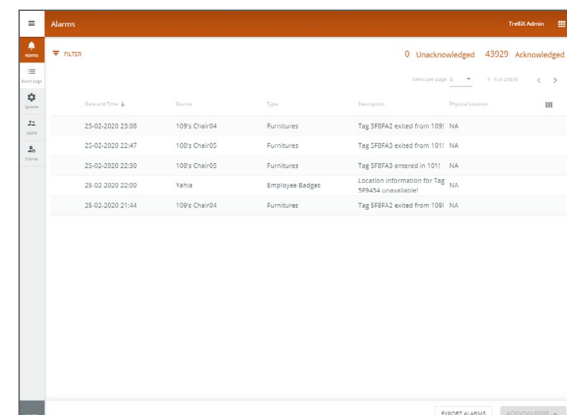 Alarms
TrelliX Admin
Alarms
FILTER
0 Unacknowledged 43929 Acknowledged
Event Logs
Items per page 5
System
Date and Time Source Type Description Physical Location
Users
25-02-2020 23:08 109's Chair04 Furnitures Tag 5F8FA2 exited from 109! NA
25-02-2020 22:47 108's Chair05 Furnitures Tag 5F8FA3 exited from 101! NA
25-02-2020 22:30 108's Chair05 Furnitures Tag 5F8FA3 entered in 101! NA
25-02-2020 22:00 Yahia Employee Badges Location information for Tag NA
5F9454 unavailable!
25-02-2020 21:44 109's Chair04 Furnitures Tag 5F8FA2 exited from 109! NA
EXPORT ALARMS ACKNOWLEDGE